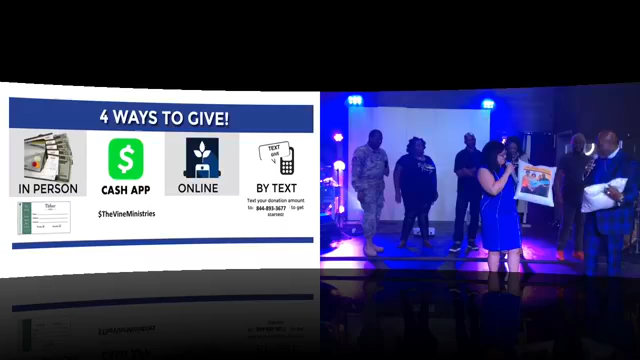 4 WAYS TO GIVE!
IN PERSON
CASH APP
ONLINE
TEXT
GIVE
BY TEXT
$TheVineMinistries
Text your donation amount
to 844-893-3677 to get
started!